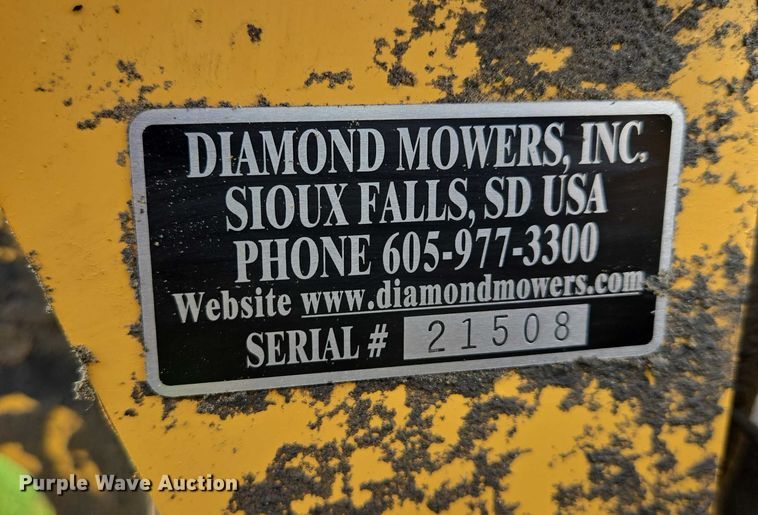 DIAMOND MOWERS, INC.
SIOUX FALLS, SD USA
PHONE 605-977-3300
Website www.diamondmowers.com
SERIAL # 21508
Purple Wave Auction